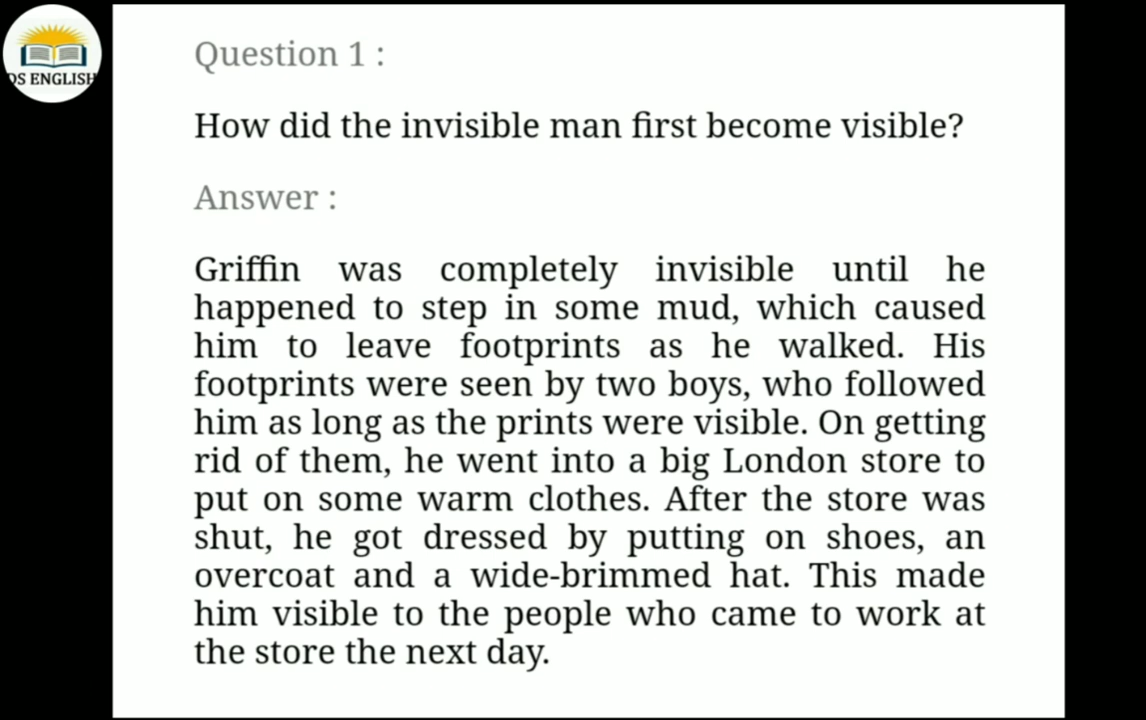 DS ENGLISH
Question 1 :
How did the invisible man first become visible?
Answer :
Griffin was completely invisible until he
happened to step in some mud, which caused
him to leave footprints as he walked. His
footprints were seen by two boys, who followed
him as long as the prints were visible. On getting
rid of them, he went into a big London store to
put on some warm clothes. After the store was
shut, he got dressed by putting on shoes, an
overcoat and a wide-brimmed hat. This made
him visible to the people who came to work at
the store the next day.